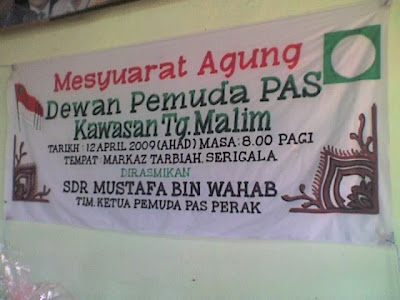 Mesyuarat Agung
Dewan Pemuda PAS
Kawasan Tg. Malim
TARIKH : 12 APRIL 2009 (AHAD) MASA: 8.00 PAGI
TEMPAT : MARKAZ TARBIAH, SERIGALA
DIRASMIKAN
SDR MUSTAFA BIN WAHAB
TIM. KETUA PEMUDA PAS PERAK